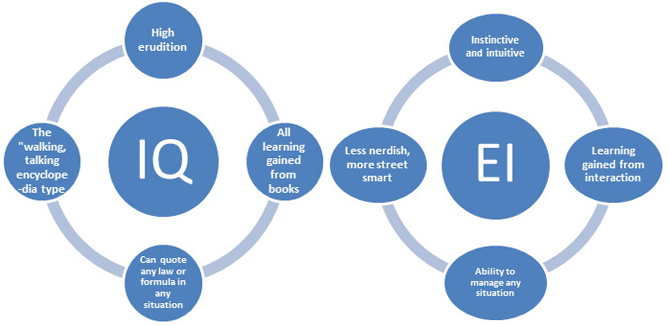 High
erudition
The
"walking,
talking
encyclope
-dia type
IQ
All
learning
gained
from
books
Can quote
any law or
formula in
any
situation
Instinctive
and intuitive
Less nerdish,
more street
smart
EI
Learning
gained from
interaction
Ability to
manage any
situation